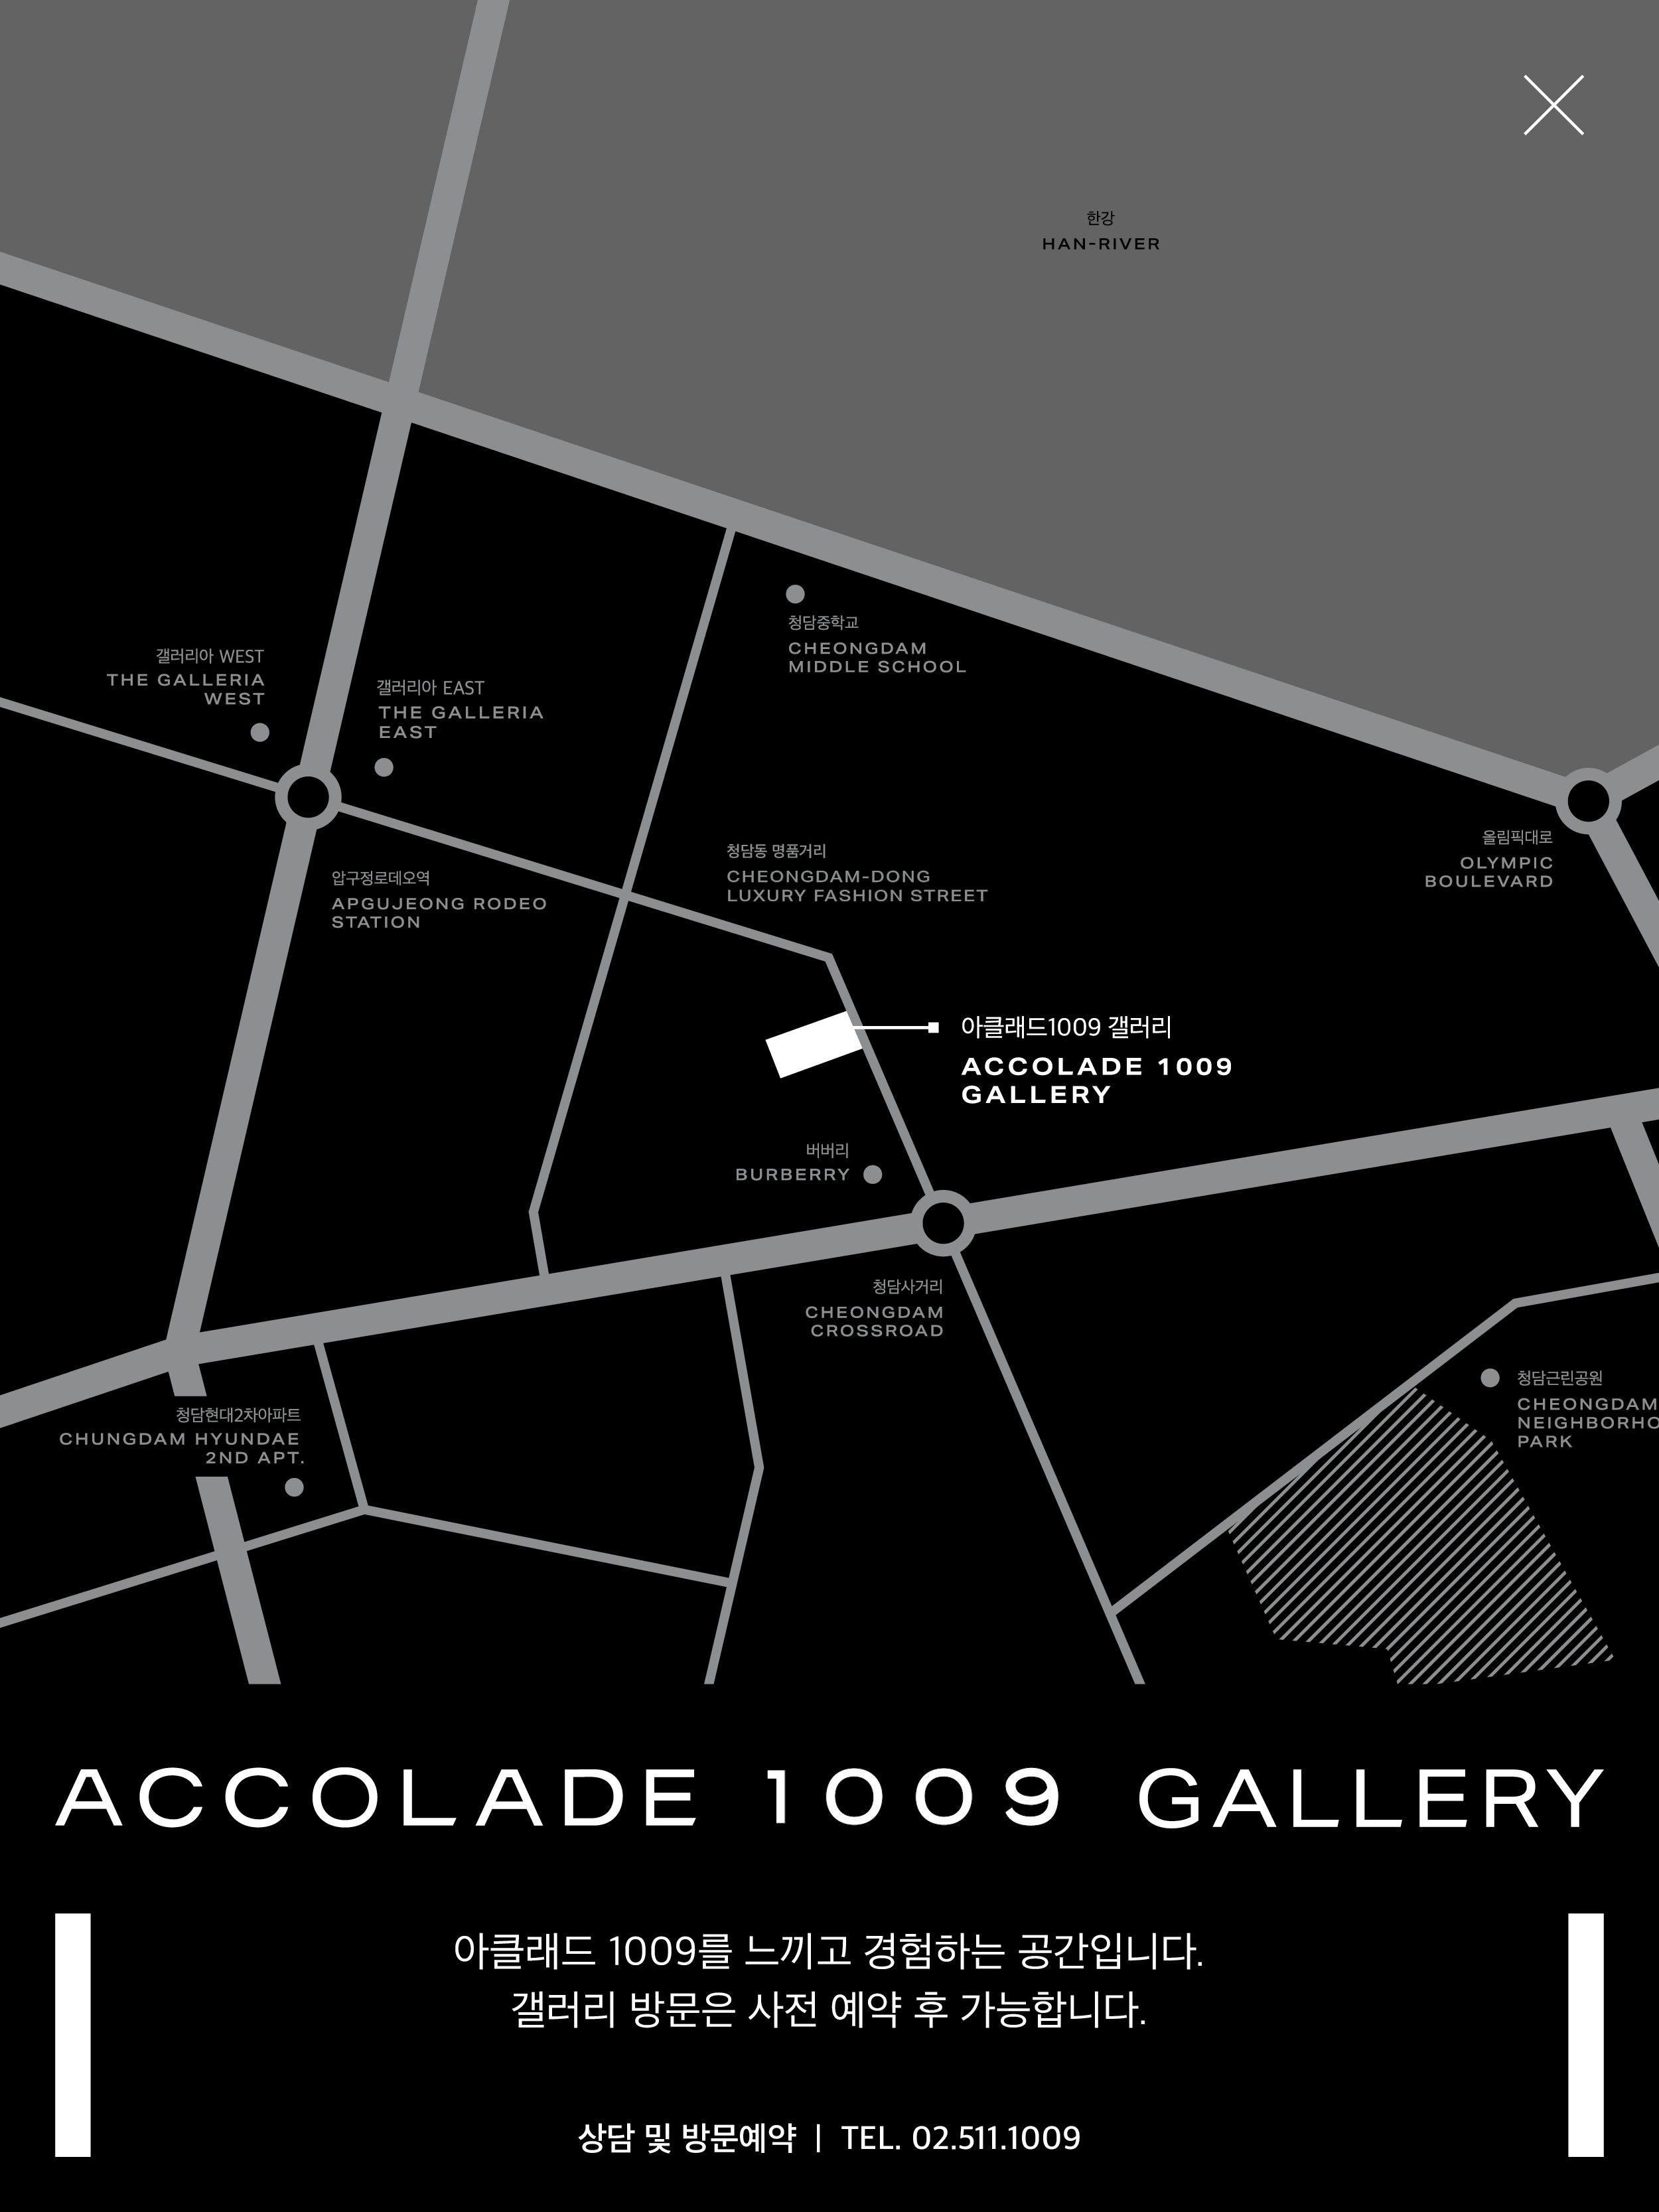 한강
HAN-RIVER
청담중학교
CHEONGDAM
MIDDLE SCHOOL
갤러리아 WEST
THE GALLERIA
WEST
갤러리아 EAST
THE GALLERIA
EAST
올림픽대로
OLYMPIC
BOULEVARD
청담동 명품거리
CHEONGDAM-DONG
LUXURY FASHION STREET
압구정로데오역
APGUJEONG RODEO
STATION
아클래드1009 갤러리
ACCOLADE 1009
GALLERY
버버리
BURBERRY
청담사거리
CHEONGDAM
CROSSROAD
청담근린공원
CHEONGDAM
NEIGHBORHO
PARK
청담현대2차아파트
CHUNGDAM HYUNDAE
2ND APT.
ACCOLADE 1009 GALLERY
아클래드 1009를 느끼고 경험하는 공간입니다.
갤러리 방문은 사전 예약 후 가능합니다.
상담 및 방문예약 | TEL. 02.511.1009